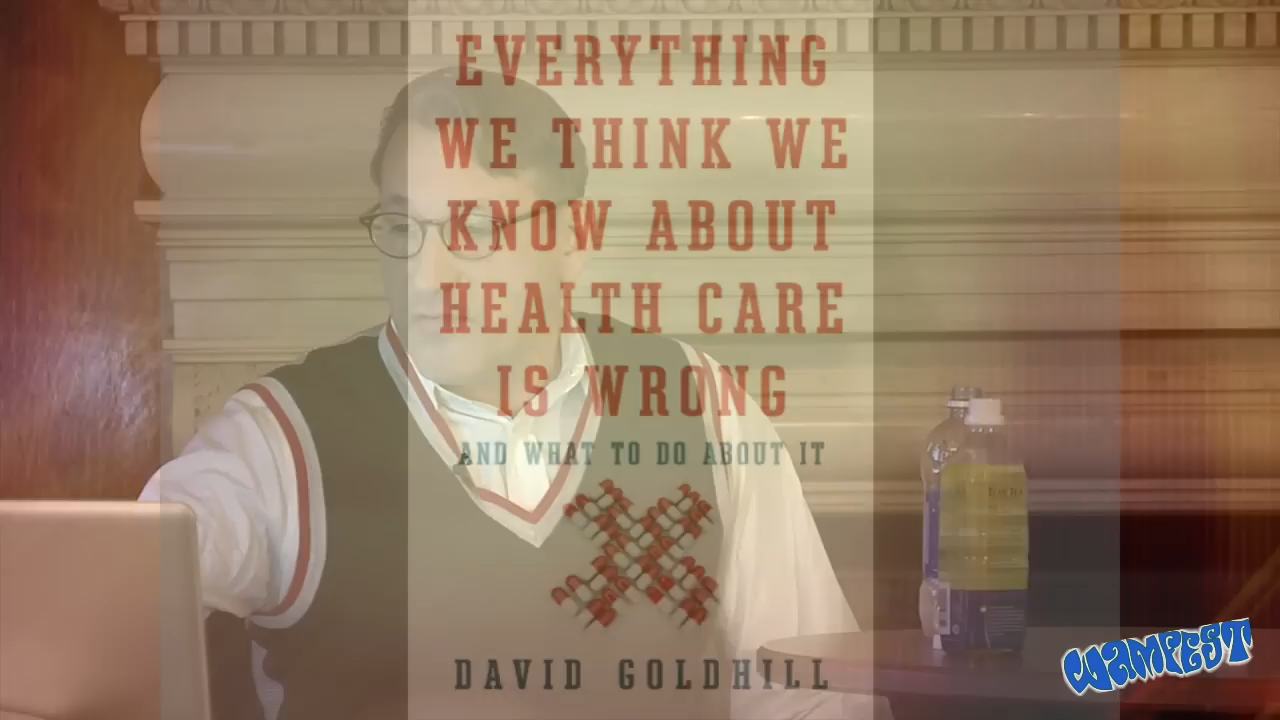 EVERYTHING
WE THINK WE
KNOW ABOUT
HEALTH CARE
IS WRONG
AND WHAT TO DO ABOUT IT
DAVID GOLDHILL
WAMFEST